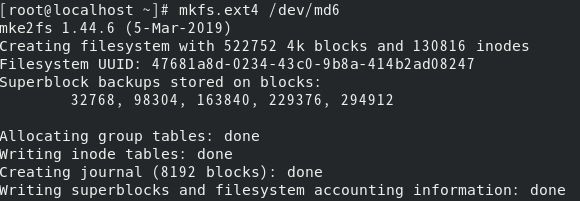 [root@localhost ~]# mkfs.ext4 /dev/md6
mke2fs 1.44.6 (5-Mar-2019)
Creating filesystem with 522752 4k blocks and 130816 inodes
Filesystem UUID: 47681a8d-0234-43c0-9b8a-414b2ad08247
Superblock backups stored on blocks:
        32768, 98304, 163840, 229376, 294912

Allocating group tables: done
Writing inode tables: done
Creating journal (8192 blocks): done
Writing superblocks and filesystem accounting information: done